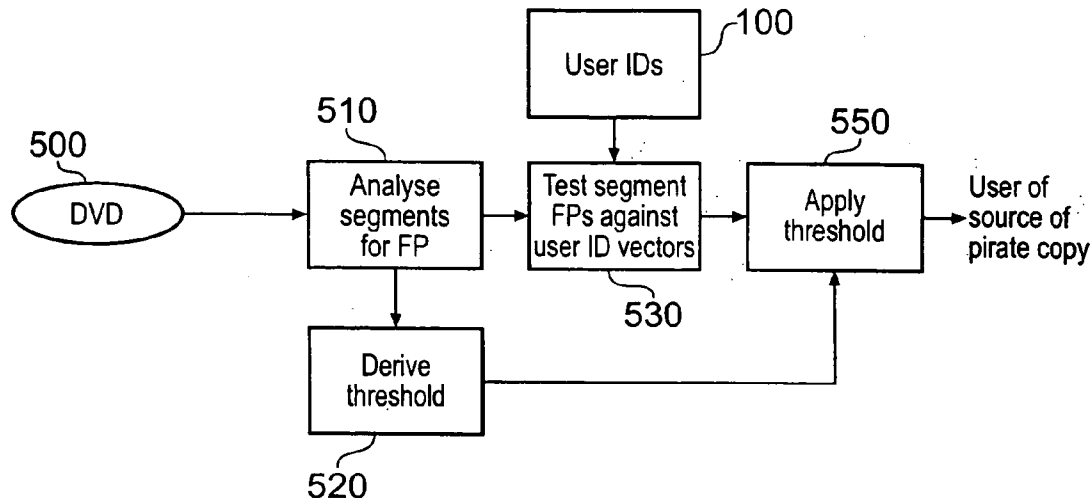 100
User IDs
510
550
500
DVD
Analyse
segments
for FP
Test segment
FPs against
user ID vectors
Apply
threshold
User of
source of
pirate copy
530
Derive
threshold
520